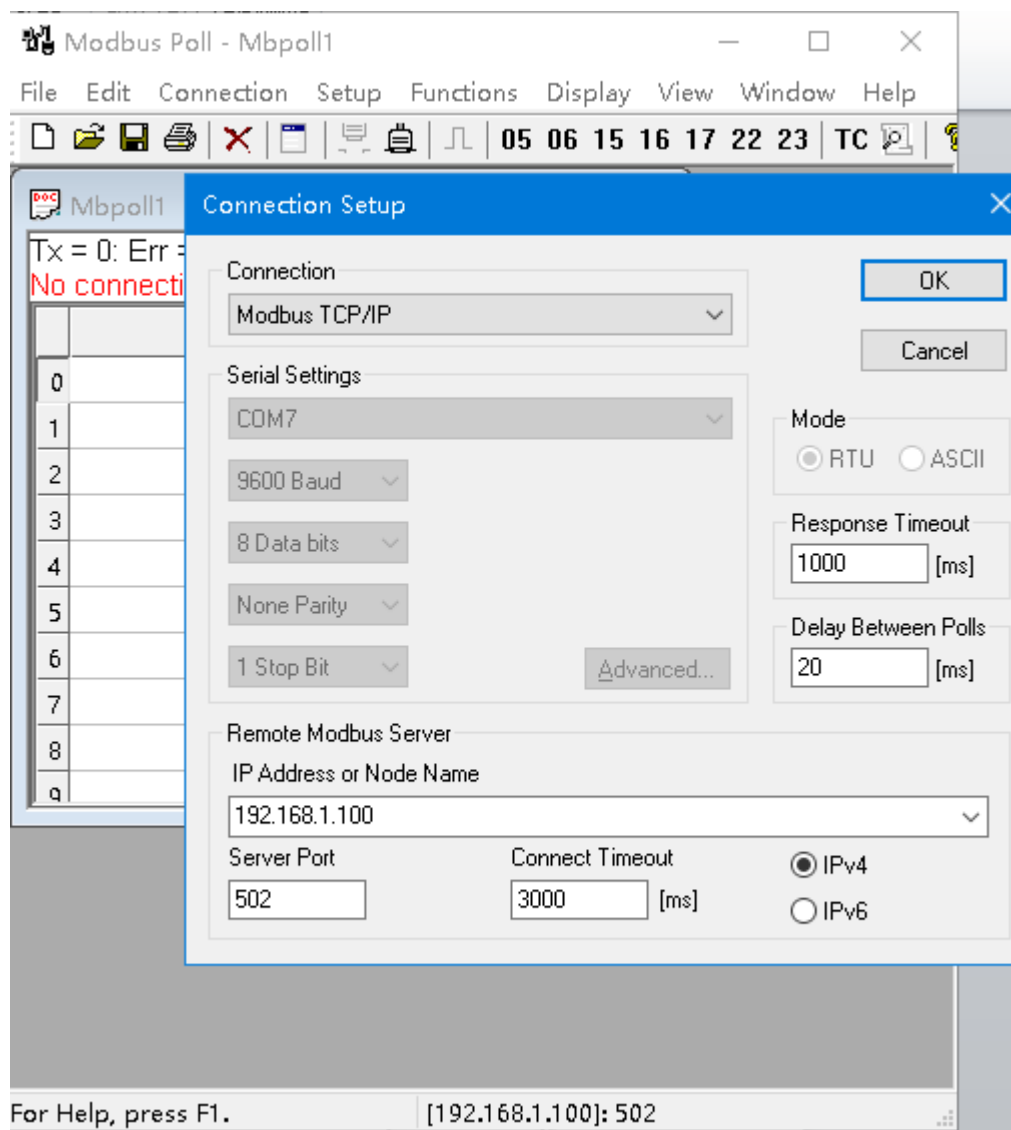 Modbus Poll - Mbpoll1
File Edit Connection Setup Functions Display View Window Help
05 06 15 16 17 22 23 TC
Mbpoll1
Tx = 0: Err =
No connecti
0
1
2
3
4
5
6
7
8
9
Connection Setup
Connection
Modbus TCP/IP
OK
Cancel
Serial Settings
COM7
9600 Baud
8 Data bits
None Parity
1 Stop Bit
Advanced...
Mode
RTU ASCII
Response Timeout
1000 [ms]
Delay Between Polls
20 [ms]
Remote Modbus Server
IP Address or Node Name
192.168.1.100
Server Port
502
Connect Timeout
3000 [ms]
IPv4
IPv6
For Help, press F1.
[192.168.1.100]: 502